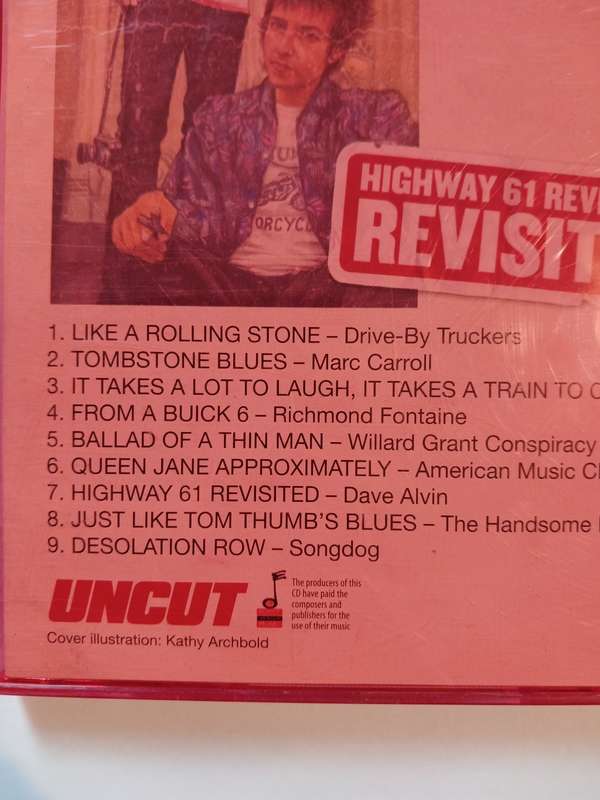 HIGHWAY 61 REVI
REVISIT
ORCYCL
1. LIKE A ROLLING STONE – Drive-By Truckers
2. TOMBSTONE BLUES – Marc Carroll
3. IT TAKES A LOT TO LAUGH, IT TAKES A TRAIN TO C
4. FROM A BUICK 6 – Richmond Fontaine
5. BALLAD OF A THIN MAN – Willard Grant Conspiracy
6. QUEEN JANE APPROXIMATELY – American Music Cl
7. HIGHWAY 61 REVISITED – Dave Alvin
8. JUST LIKE TOM THUMB'S BLUES – The Handsome
9. DESOLATION ROW – Songdog
UNCUT
The producers of this
CD have paid the
composers and
publishers for the
use of their music
Cover illustration: Kathy Archbold